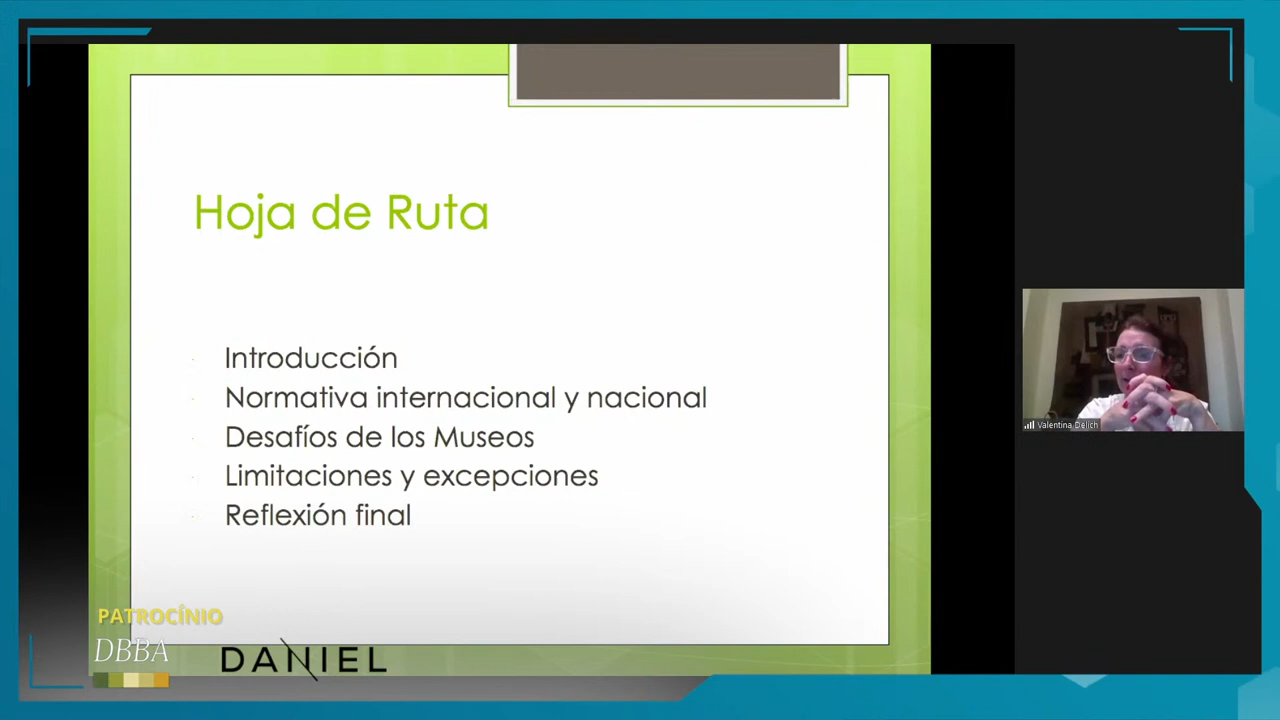 Hoja de Ruta
Introducción
Normativa internacional y nacional
Desafíos de los Museos
Limitaciones y excepciones
Reflexión final
Valentina Delich
PATROCÍNIO
DBBA
DANIEL